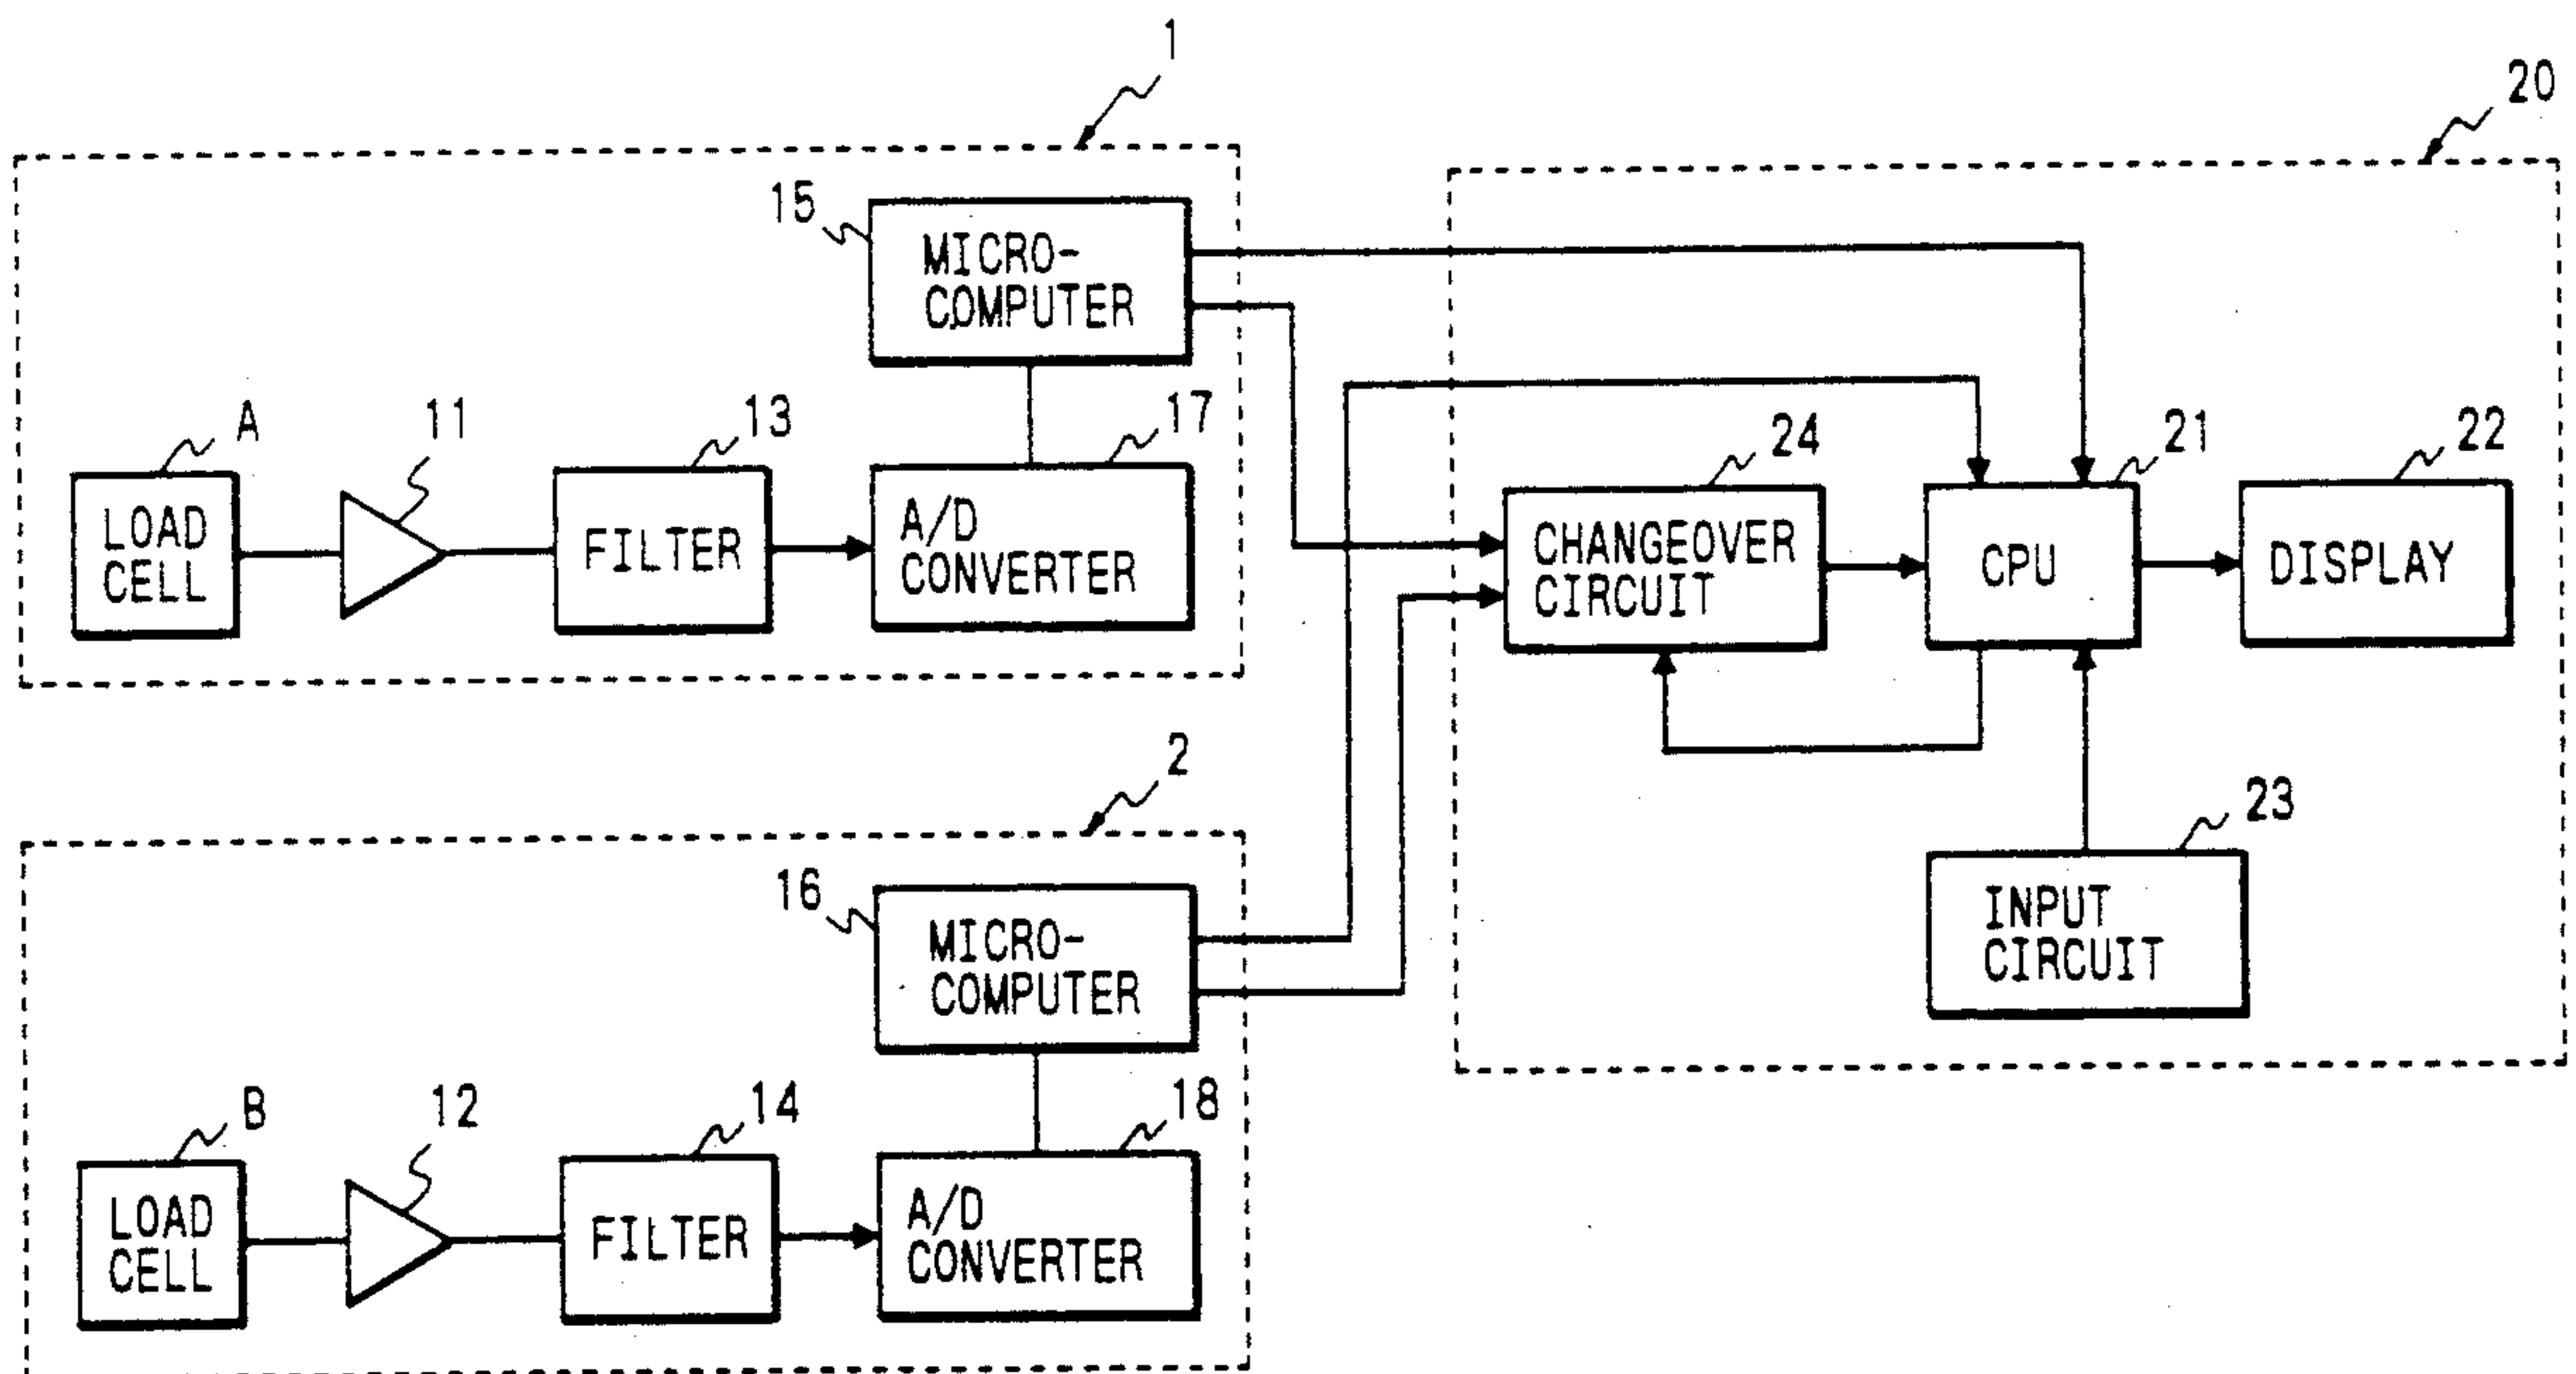 1
20
15
MICRO-
COMPUTER
A
11
13
17
24
21
22
LOAD
CELL
FILTER
A/D
CONVERTER
CHANGEOVER
CIRCUIT
CPU
DISPLAY
2
23
16
MICRO-
COMPUTER
INPUT
CIRCUIT
B
12
14
18
LOAD
CELL
FILTER
A/D
CONVERTER